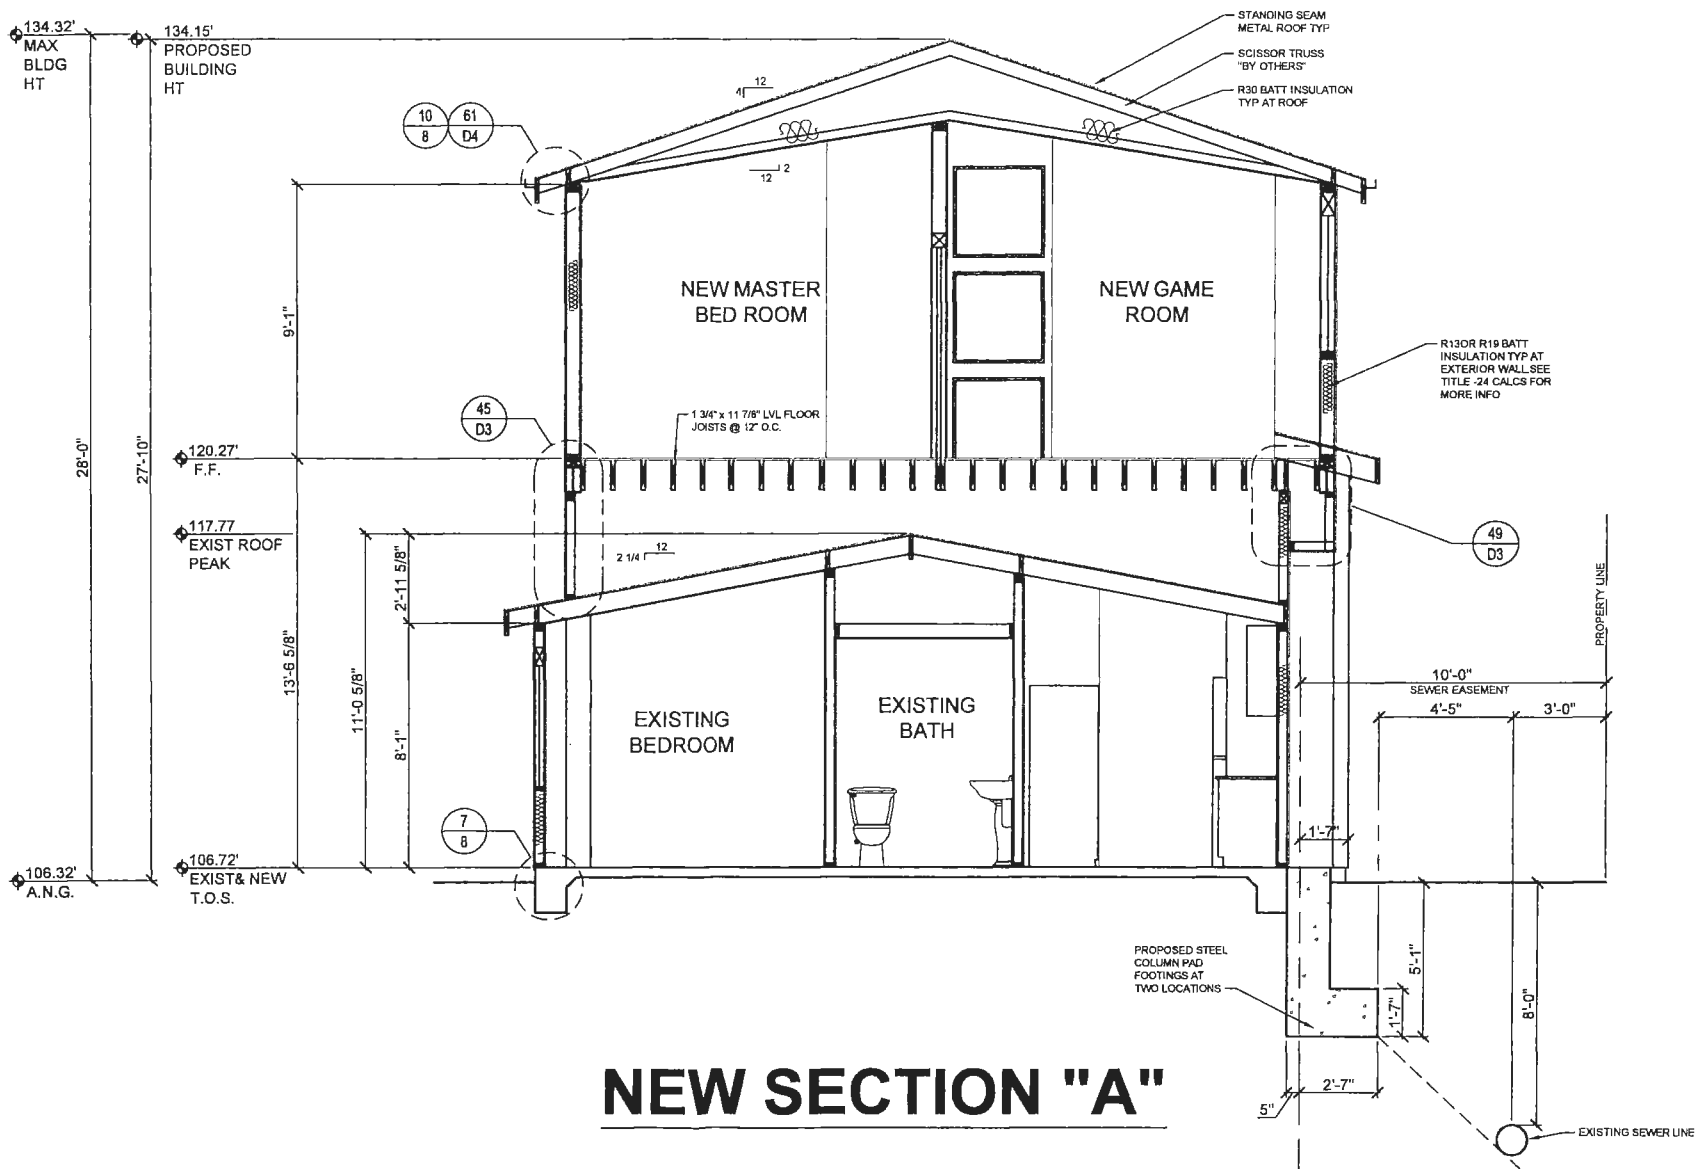 134.32'
MAX
BLDG
HT
134.15'
PROPOSED
BUILDING
HT
STANDING SEAM
METAL ROOF TYP
SCISSOR TRUSS
"BY OTHERS"
R30 BATT INSULATION
TYP AT ROOF
12
4
10
8
61
D4
12
2
9'-1"
NEW MASTER
BED ROOM
NEW GAME
ROOM
R13OR R19 BATT
INSULATION TYP AT
EXTERIOR WALLSEE
TITLE -24 CALCS FOR
MORE INFO
45
D3
1 3/4" x 11 7/8" LVL FLOOR
JOISTS @ 12" O.C.
28'-0"
27'-10"
120.27'
F.F.
117.77
EXIST ROOF
PEAK
2 1/4
12
49
D3
2'-11 5/8"
PROPERTY LINE
13'-6 5/8"
11'-0 5/8"
8'-1"
10'-0"
SEWER EASEMENT
4'-5"
3'-0"
EXISTING
BEDROOM
EXISTING
BATH
7
8
1'-7"
106.72'
EXIST& NEW
T.O.S.
106.32'
A.N.G.
PROPOSED STEEL
COLUMN PAD
FOOTINGS AT
TWO LOCATIONS
5'-1"
1'-7"
8'-0"
2'-7"
5"
NEW SECTION "A"
EXISTING SEWER LINE